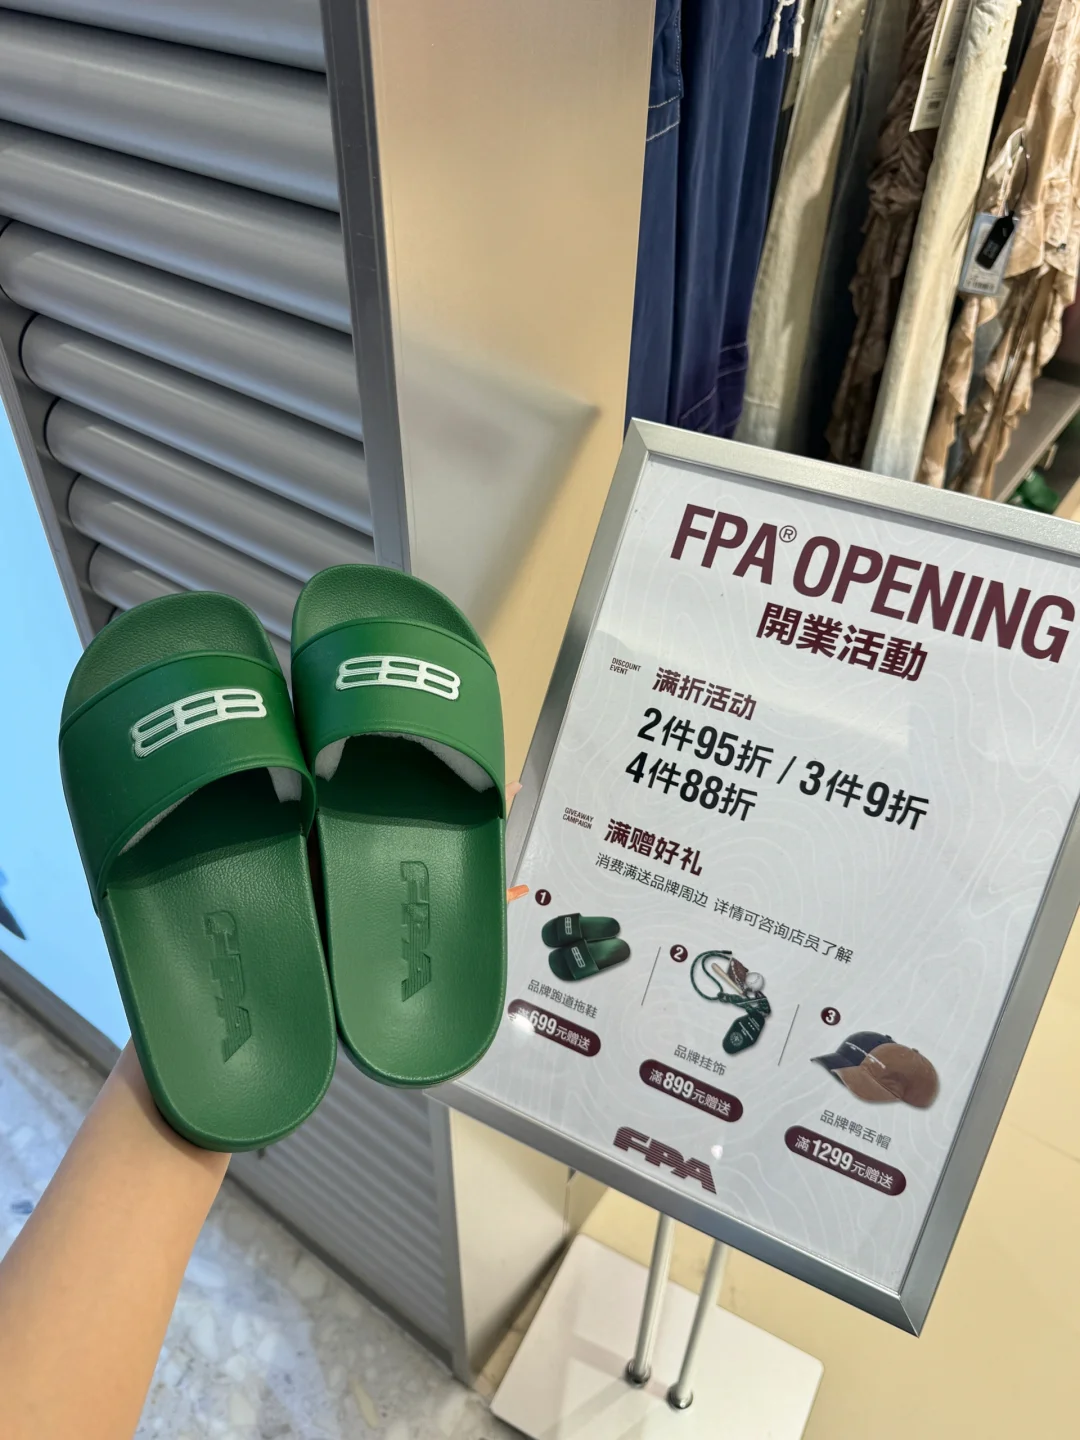 FPA® OPENING
開業活動
DISCOUNT
EVENT
满折活动
2件95折 / 3件9折
4件88折
GIVEAWAY
CAMPAIGN
满赠好礼
消费满送品牌周边 详情可咨询店员了解
1
品牌跑道拖鞋
满699元赠送
2
品牌挂饰
满899元赠送
3
品牌鸭舌帽
满1299元赠送
FPA
FPA
FPA